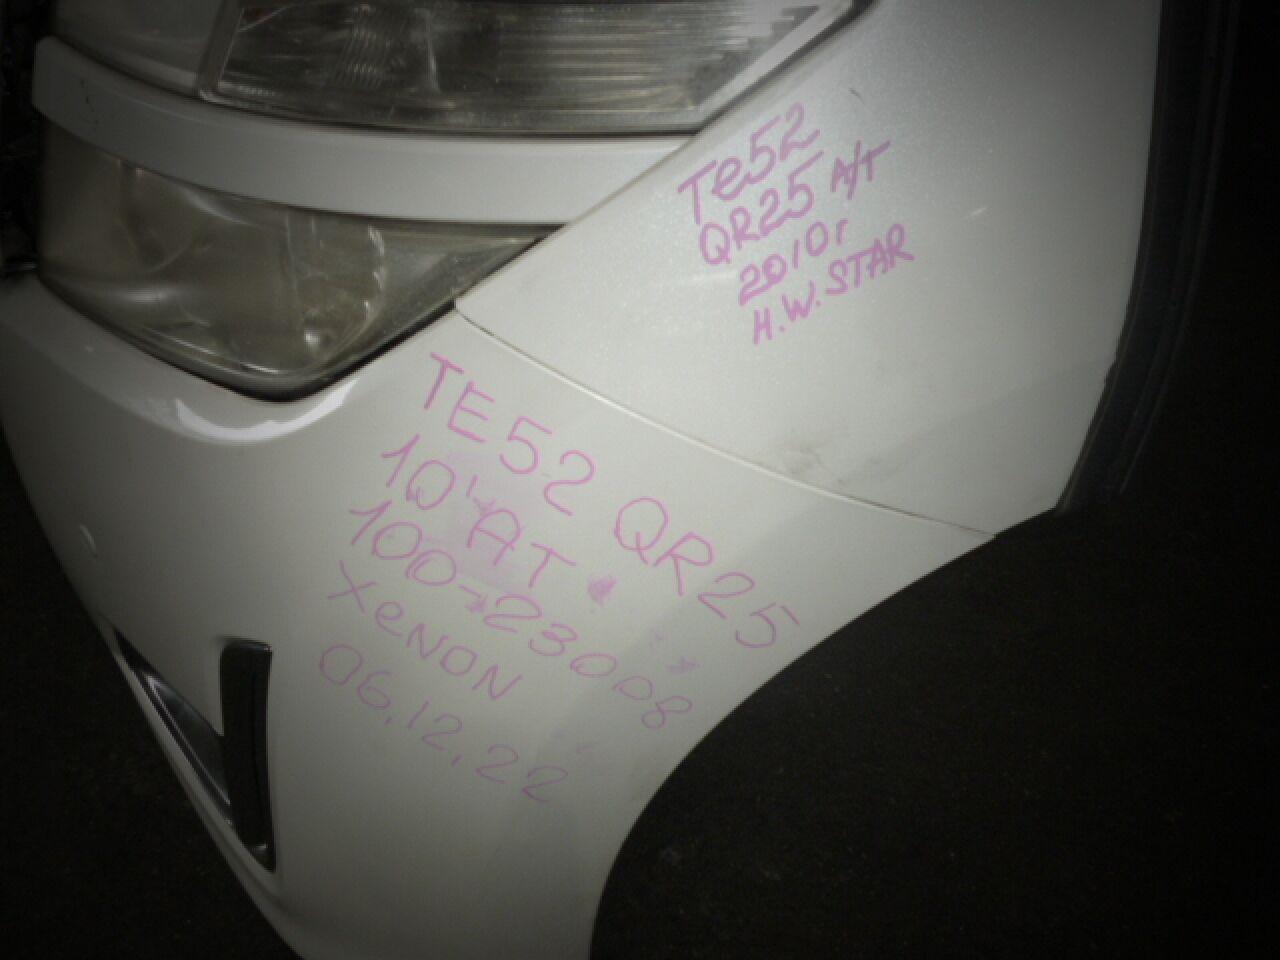 Te52
QR25 A/T
2010г
H.W. STAR
TE52 QR25
10' AT.
100-23008
XeNON
06.12.22